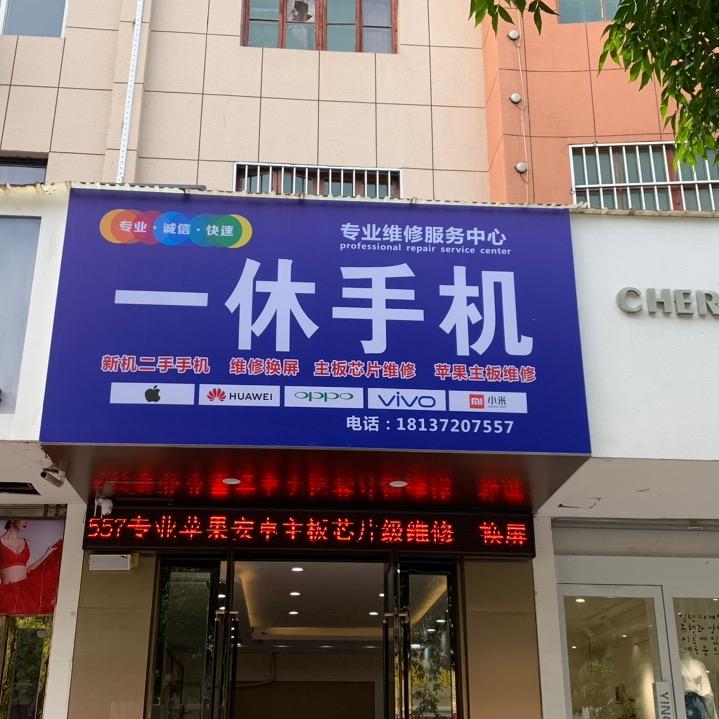 专业·诚信·快速
专业维修服务中心
professional repair service center
一休手机
新机二手手机 维修换屏 主板芯片维修 苹果主板维修
HUAWEI oppo vivo mi 小米
电话：18137207557
CHER
557专业苹果安卓主板芯片级维修 换屏
YING